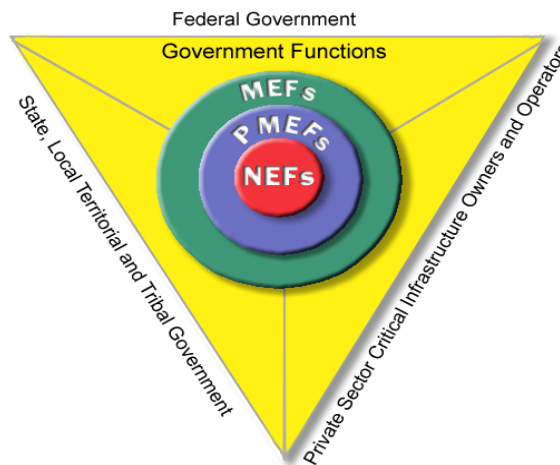 Federal Government
Government Functions
MEFs
PMEFs
NEFs
State, Local Territorial and Tribal Government
Private Sector Critical Infrastructure Owners and Operators